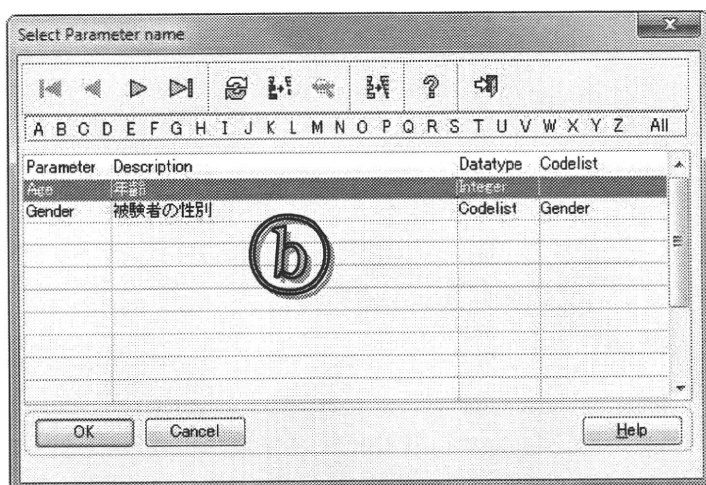 Select Parameter name
X
?
A B C D E F G H I J K L M N O P Q R S T U V W X Y Z All
Parameter Description Datatype Codelist
Age 年齢 Integer
Gender 被験者の性別 Codelist Gender
b
OK Cancel Help